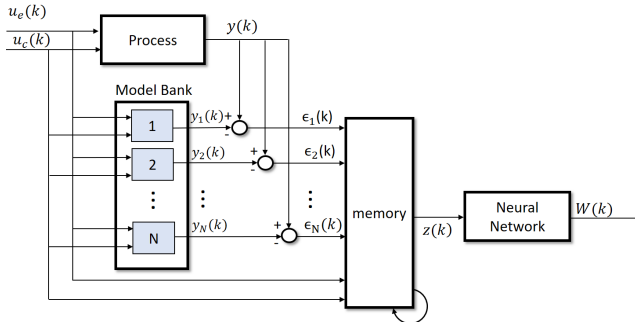 u_e(k)
u_c(k)
Process
y(k)
Model Bank
1
y_1(k)
+
-
ϵ_1(k)
2
y_2(k)
+
-
ϵ_2(k)
⋮
⋮
⋮
⋮
N
y_N(k)
+
-
ϵ_N(k)
memory
z(k)
Neural
Network
W(k)